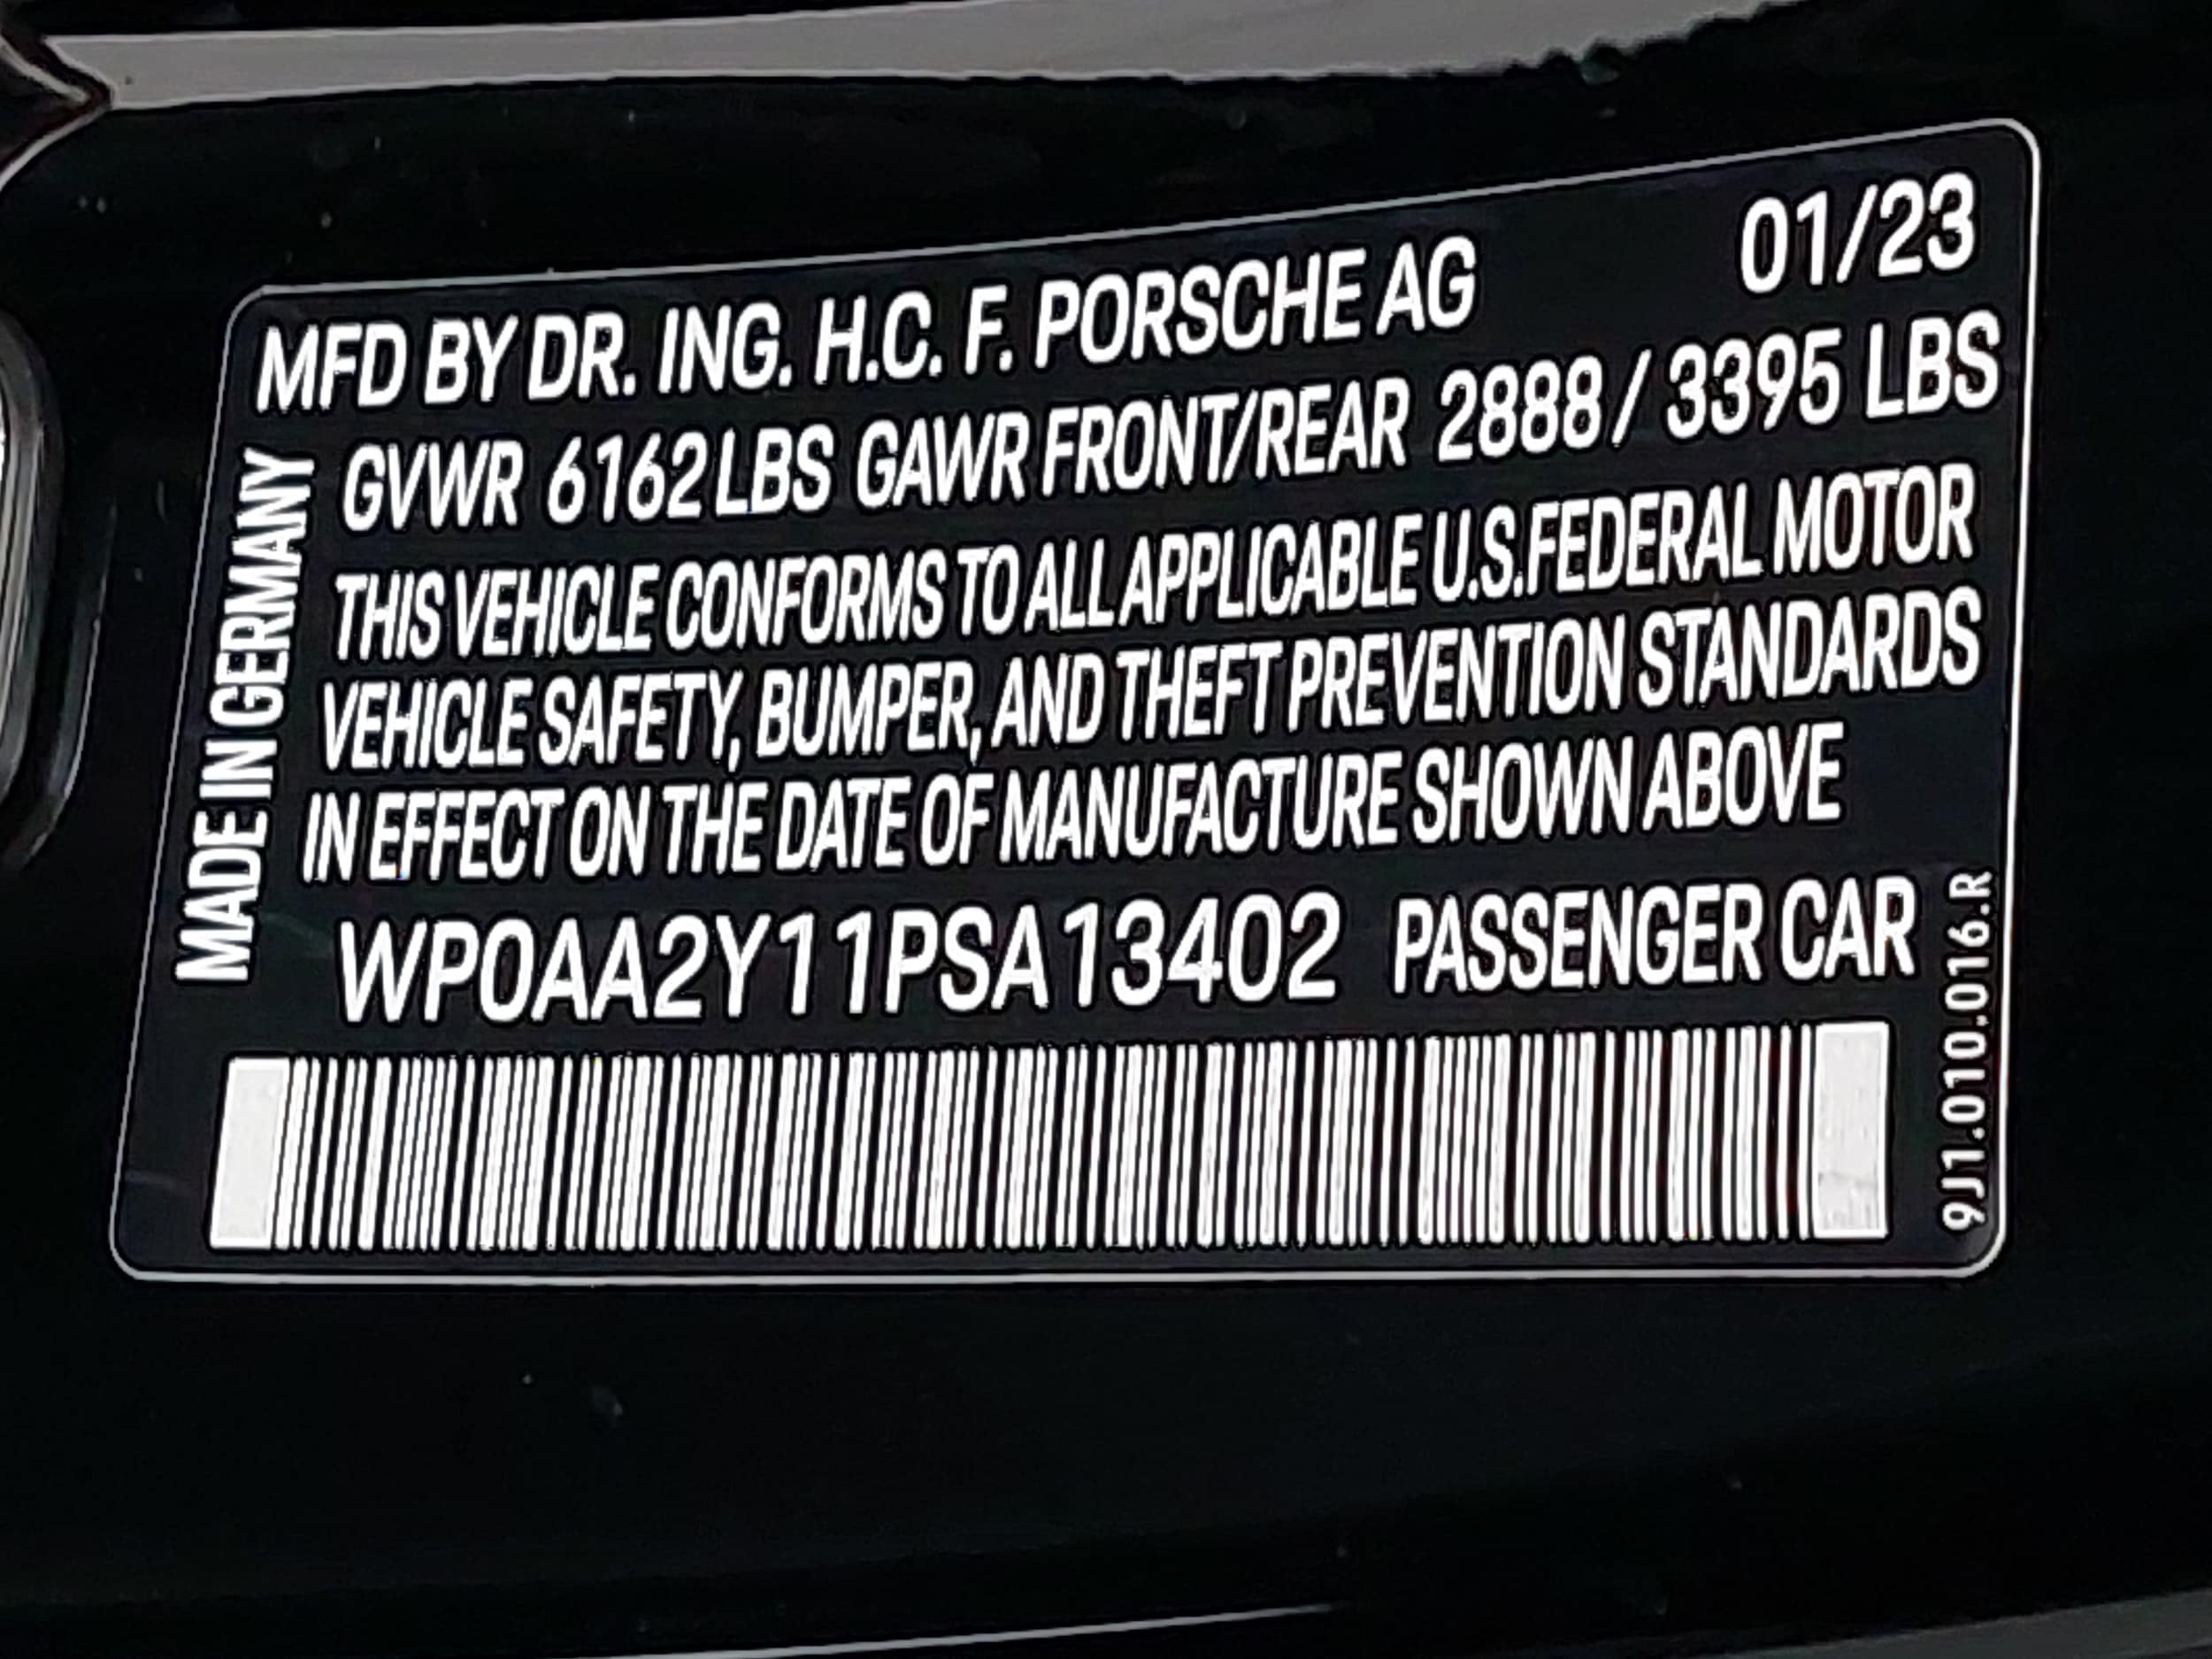 MFD BY DR. ING. H.C. F. PORSCHE AG 01/23
GVWR 6162 LBS GAWR FRONT/REAR 2888 / 3395 LBS
THIS VEHICLE CONFORMS TO ALL APPLICABLE U.S.FEDERAL MOTOR
VEHICLE SAFETY, BUMPER, AND THEFT PREVENTION STANDARDS
IN EFFECT ON THE DATE OF MANUFACTURE SHOWN ABOVE
WP0AA2Y11PSA13402 PASSENGER CAR
MADE IN GERMANY
9J1.010.016.R